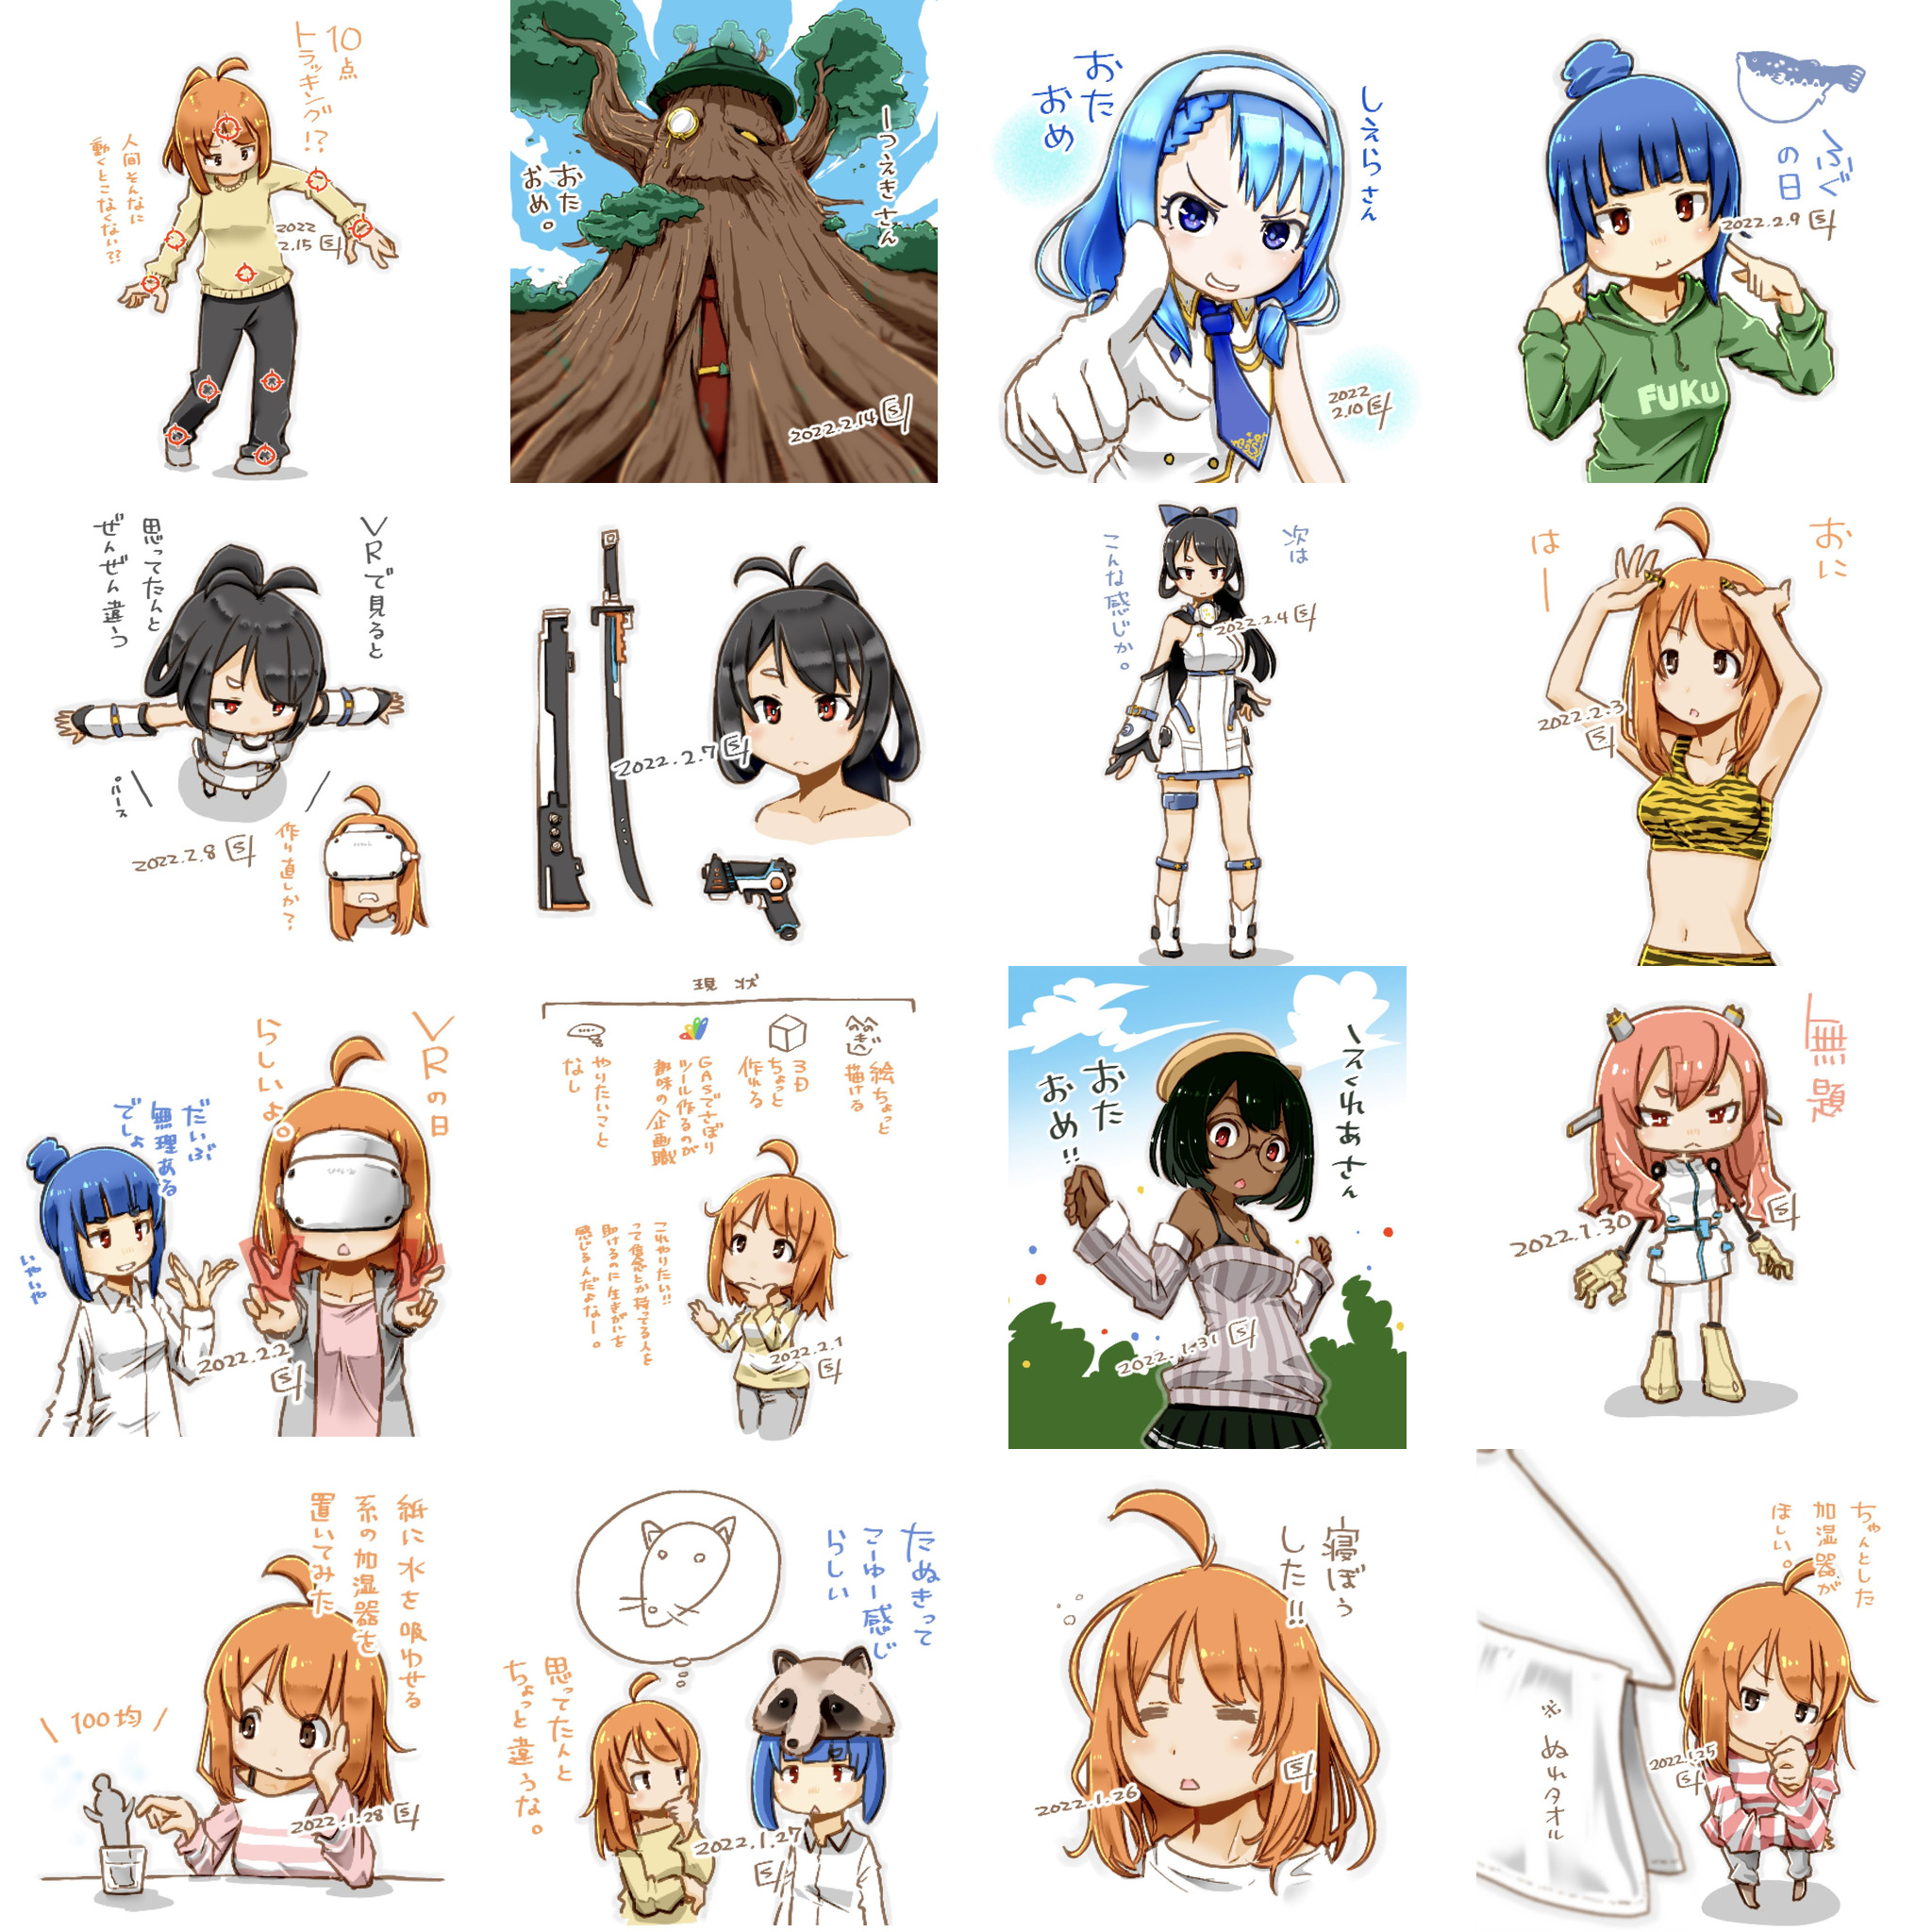 10点
トラッキング!?
人間そんなに
動くとこなくない??
2022
2.15
ーつえきさん
おた
おめ。
2022.2.14
しえらさん
おた
おめ
2022
2.10
ふぐ
の日
2022.2.9
FUKU
VRで見ると
思ってたんと
ぜんぜん違う
パース
2022.2.8
作り直しか?
2022.2.7
次は
こんな感じか。
2022.2.4
おに
はー
2022.2.3
VRの日
らしいよ。
だいぶ
無理ある
でしょ
いやいや
2022.2.2
現状
絵ちょっと
描ける
3D
ちょっと
作れる
GASでさぼり
ツール作るのが
趣味の企画職
やりたいこと
なし
これやりたい!!
って信念とか持ってる人を
助けるのに生きがいを
感じるんだよなー。
2022.2.1
ーえくれあさん
おた
おめ!!
2022.1.31
無題
2022.1.30
紙に水を吸わせる
系の加湿器を
置いてみた
100均
2022.1.28
たぬきって
こーゆー感じ
らしい
思ってたんと
ちょっと違うな。
2022.1.27
寝ぼう
した!!
2022.1.26
ちゃんとした
加湿器が
ほしい。
※ ぬれタオル
2022.1.25